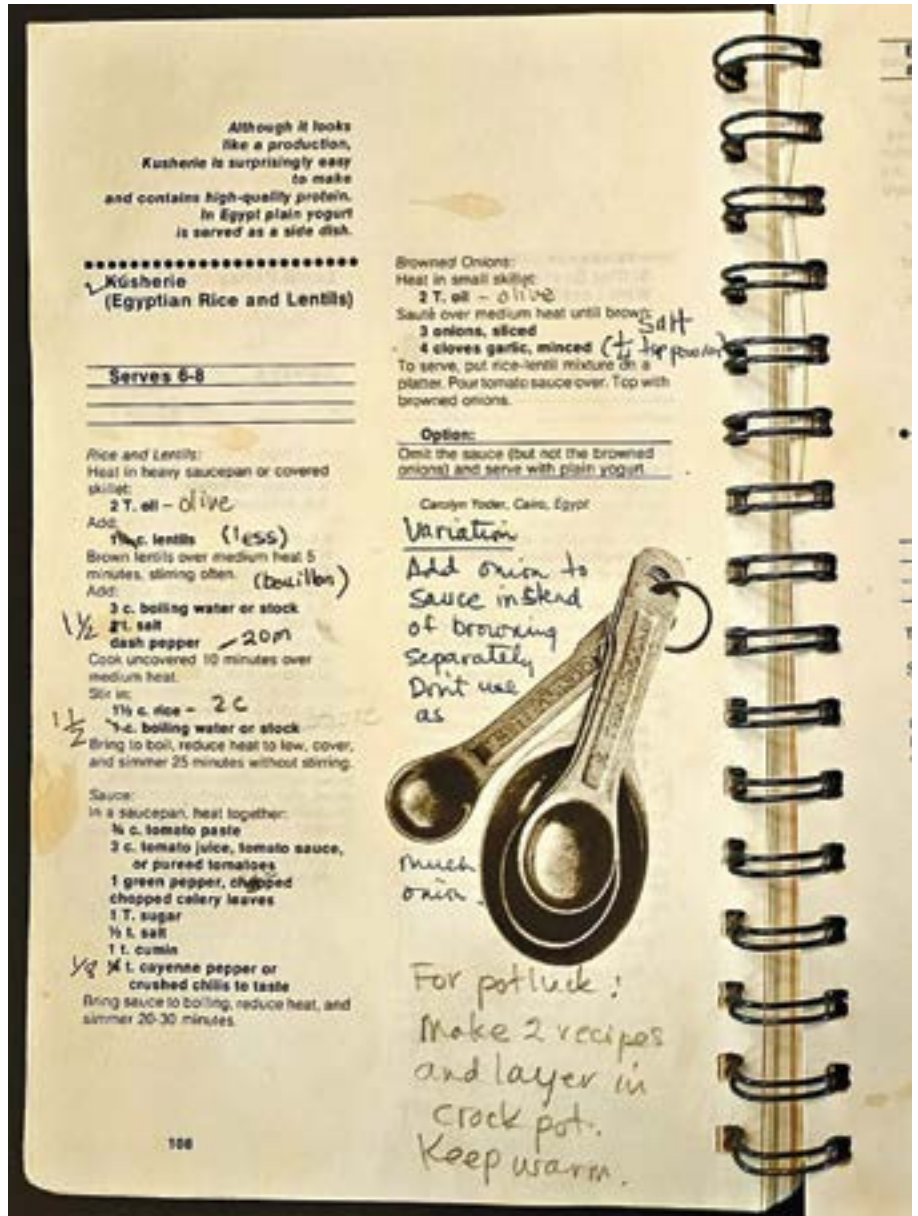 Although it looks
like a production,
Kusherie is surprisingly easy
to make
and contains high-quality protein.
In Egypt plain yogurt
is served as a side dish.
Kusherie
(Egyptian Rice and Lentils)
Serves 6-8
Rice and Lentils:
Heat in heavy saucepan or covered
skillet:
2 T. oil – olive
Add:
c. lentils (less)
Brown lentils over medium heat 5
minutes, stirring often. (bouillon)
Add:
3 c. boiling water or stock
1½ t. salt
dash pepper – 20m
Cook uncovered 10 minutes over
medium heat.
Stir in:
1½ c. rice – 2 c
1½ 1 c. boiling water or stock
Bring to boil, reduce heat to low, cover,
and simmer 25 minutes without stirring.
Sauce:
In a saucepan, heat together:
¾ c. tomato paste
3 c. tomato juice, tomato sauce,
or pureed tomatoes
1 green pepper, chopped
chopped celery leaves
1 T. sugar
½ t. salt
1 t. cumin
1/8 t. cayenne pepper or
crushed chilis to taste
Bring sauce to boiling, reduce heat, and
simmer 20-30 minutes.
108
Browned Onions:
Heat in small skillet:
2 T. oil – olive
Sauté over medium heat until brown:
3 onions, sliced salt
4 cloves garlic, minced (¼ tsp powder)
To serve, put rice-lentil mixture on a
platter. Pour tomato sauce over. Top with
browned onions.
Option:
Omit the sauce (but not the browned
onions) and serve with plain yogurt.
Carolyn Yoder, Cairo, Egypt
Variation
Add onion to
sauce instead
of browning
separately
Don't use
as
much
onion.
For potluck:
Make 2 recipes
and layer in
crock pot.
Keep warm.